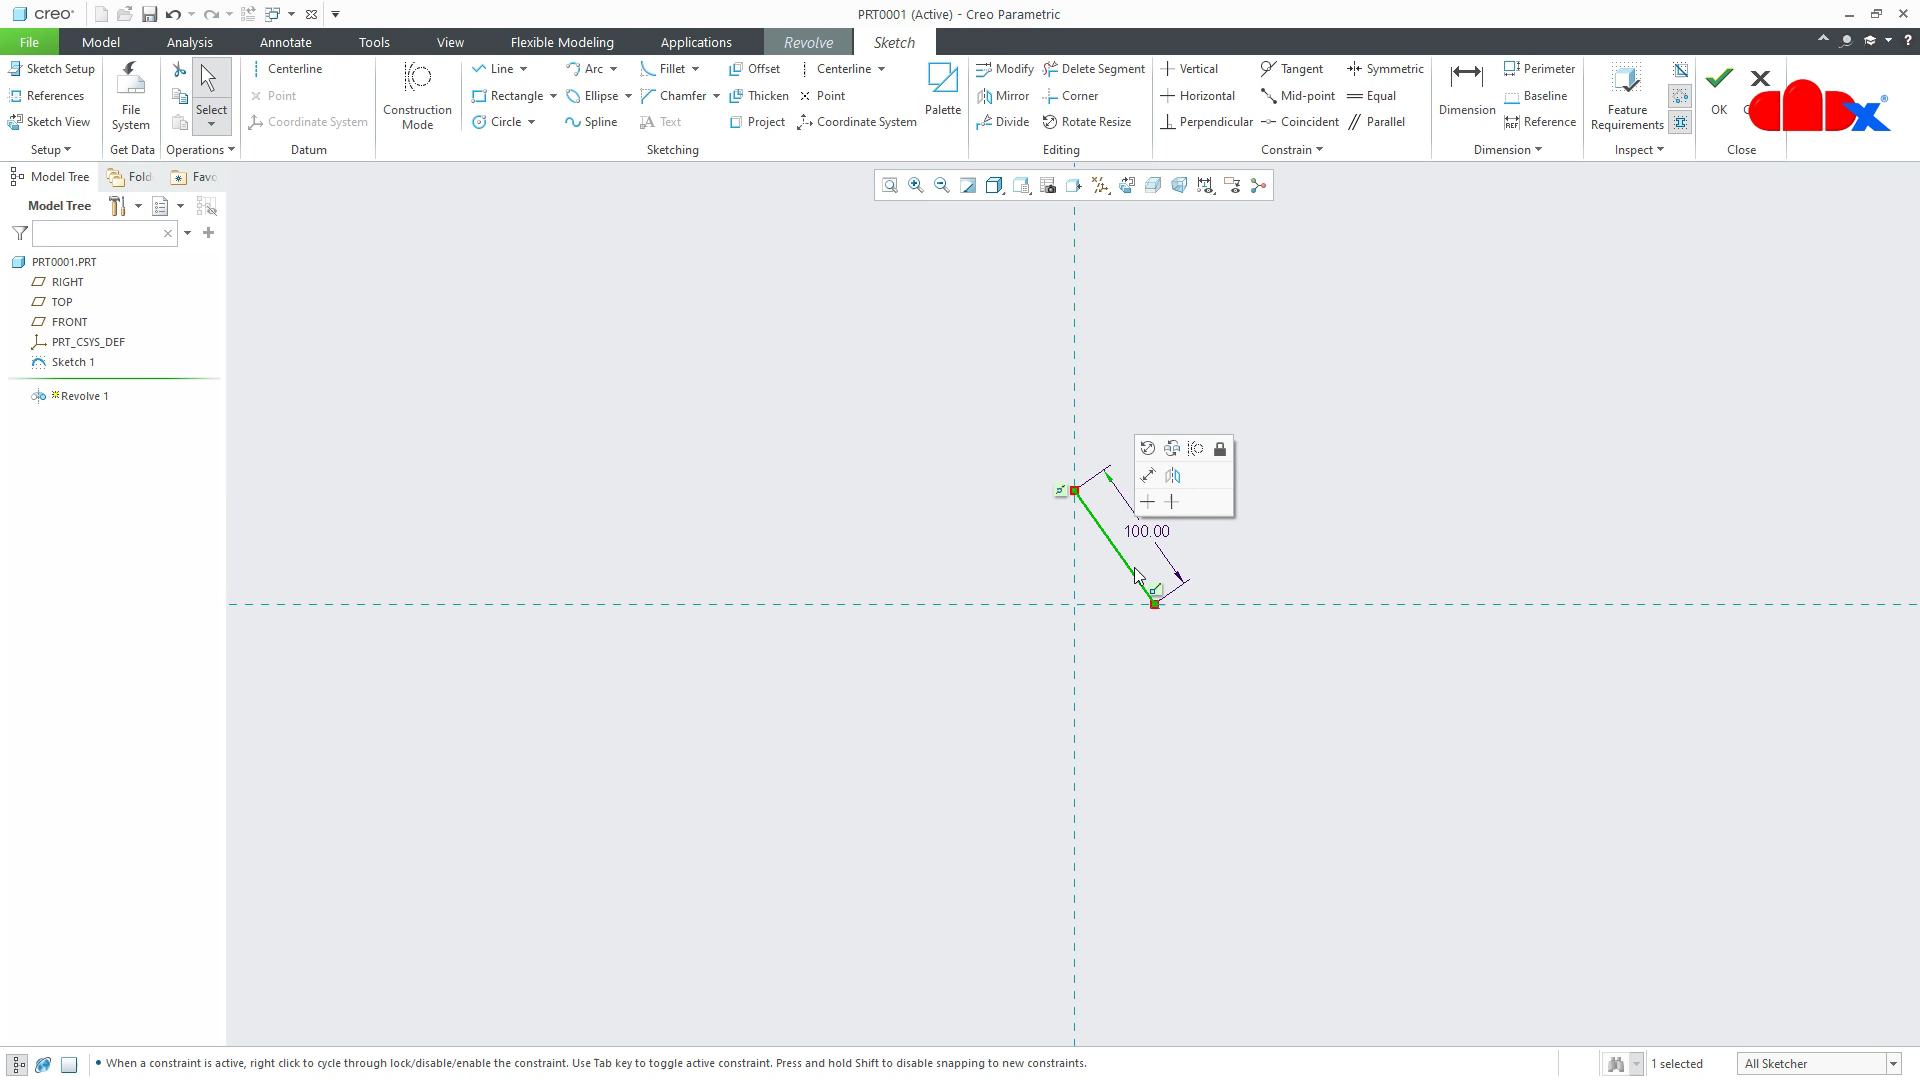 creo
PRT0001 (Active) - Creo Parametric
File Model Analysis Annotate Tools View Flexible Modeling Applications Revolve Sketch
Sketch Setup
References
Sketch View
Setup
File
System
Get Data
Select
Operations
Centerline
Point
Coordinate System
Datum
Construction
Mode
Line Arc Fillet Offset Centerline
Rectangle Ellipse Chamfer Thicken Point
Circle Spline Text Project Coordinate System
Palette
Sketching
Modify Delete Segment
Mirror Corner
Divide Rotate Resize
Editing
Vertical Tangent Symmetric
Horizontal Mid-point Equal
Perpendicular Coincident Parallel
Constrain
Dimension
Perimeter
Baseline
REF Reference
Dimension
Feature
Requirements
Inspect
OK
Close
Model Tree Fold Favo
Model Tree
PRT0001.PRT
RIGHT
TOP
FRONT
PRT_CSYS_DEF
Sketch 1
Revolve 1
100.00
• When a constraint is active, right click to cycle through lock/disable/enable the constraint. Use Tab key to toggle active constraint. Press and hold Shift to disable snapping to new constraints.
1 selected
All Sketcher